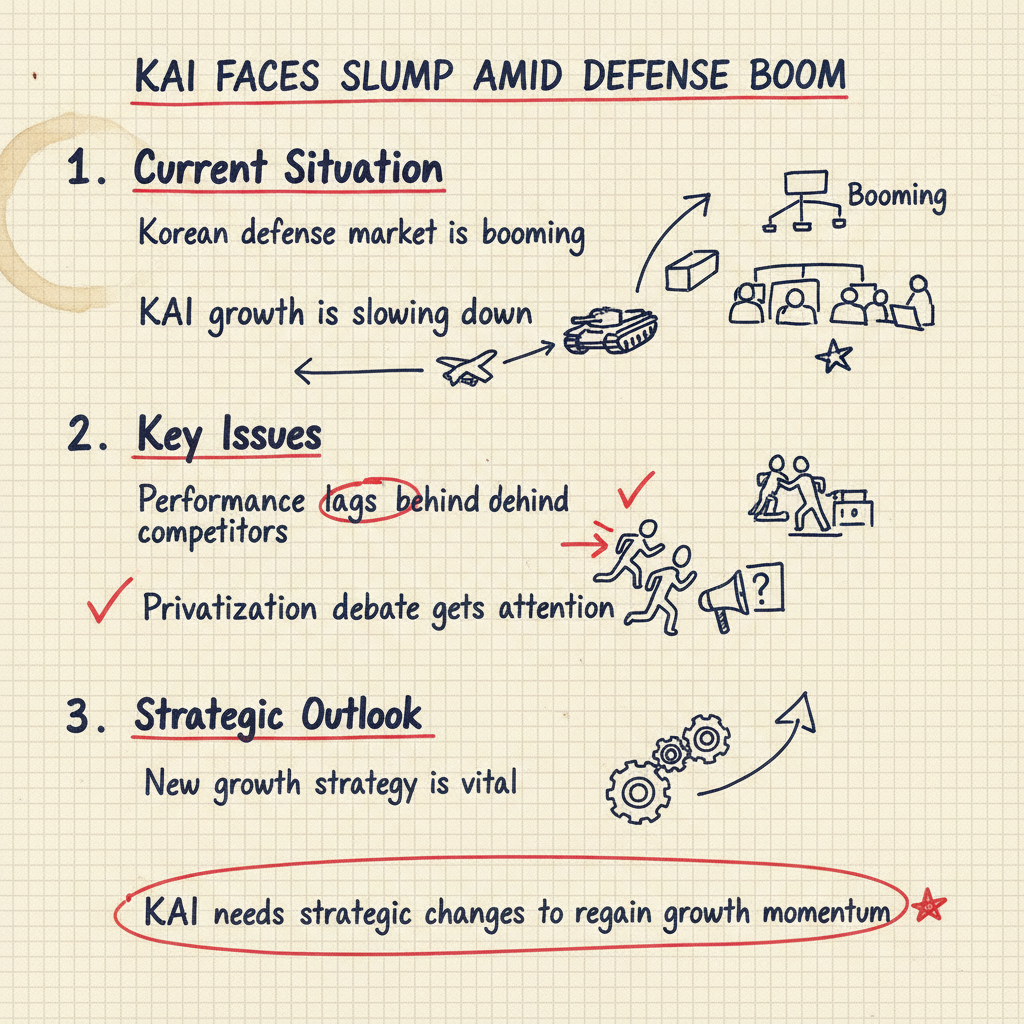 KAI FACES SLUMP AMID DEFENSE BOOM
1. Current Situation
Korean defense market is booming
Booming
KAI growth is slowing down
2. Key Issues
Performance lags behind dehind
competitors
Privatization debate gets attention
?
3. Strategic Outlook
New growth strategy is vital
KAI needs strategic changes to regain growth momentum